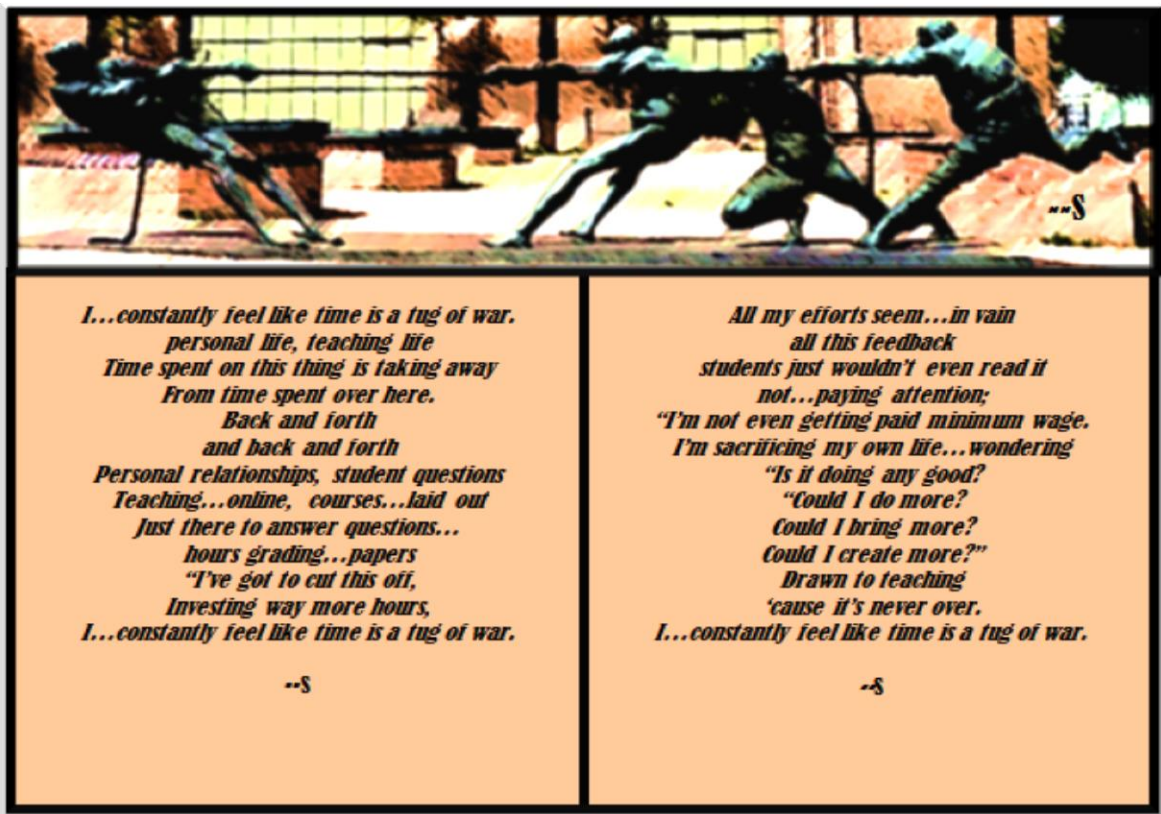 --S
I...constantly feel like time is a tug of war.
personal life, teaching life
Time spent on this thing is taking away
From time spent over here.
Back and forth
and back and forth
Personal relationships, student questions
Teaching...online, courses...laid out
Just there to answer questions...
hours grading...papers
“I’ve got to cut this off,
Investing way more hours,
I...constantly feel like time is a tug of war.
--S
All my efforts seem...in vain
all this feedback
students just wouldn’t even read it
not...paying attention;
“I’m not even getting paid minimum wage.
I’m sacrificing my own life...wondering
“Is it doing any good?
“Could I do more?
Could I bring more?
Could I create more?”
Drawn to teaching
‘cause it’s never over.
I...constantly feel like time is a tug of war.
--S